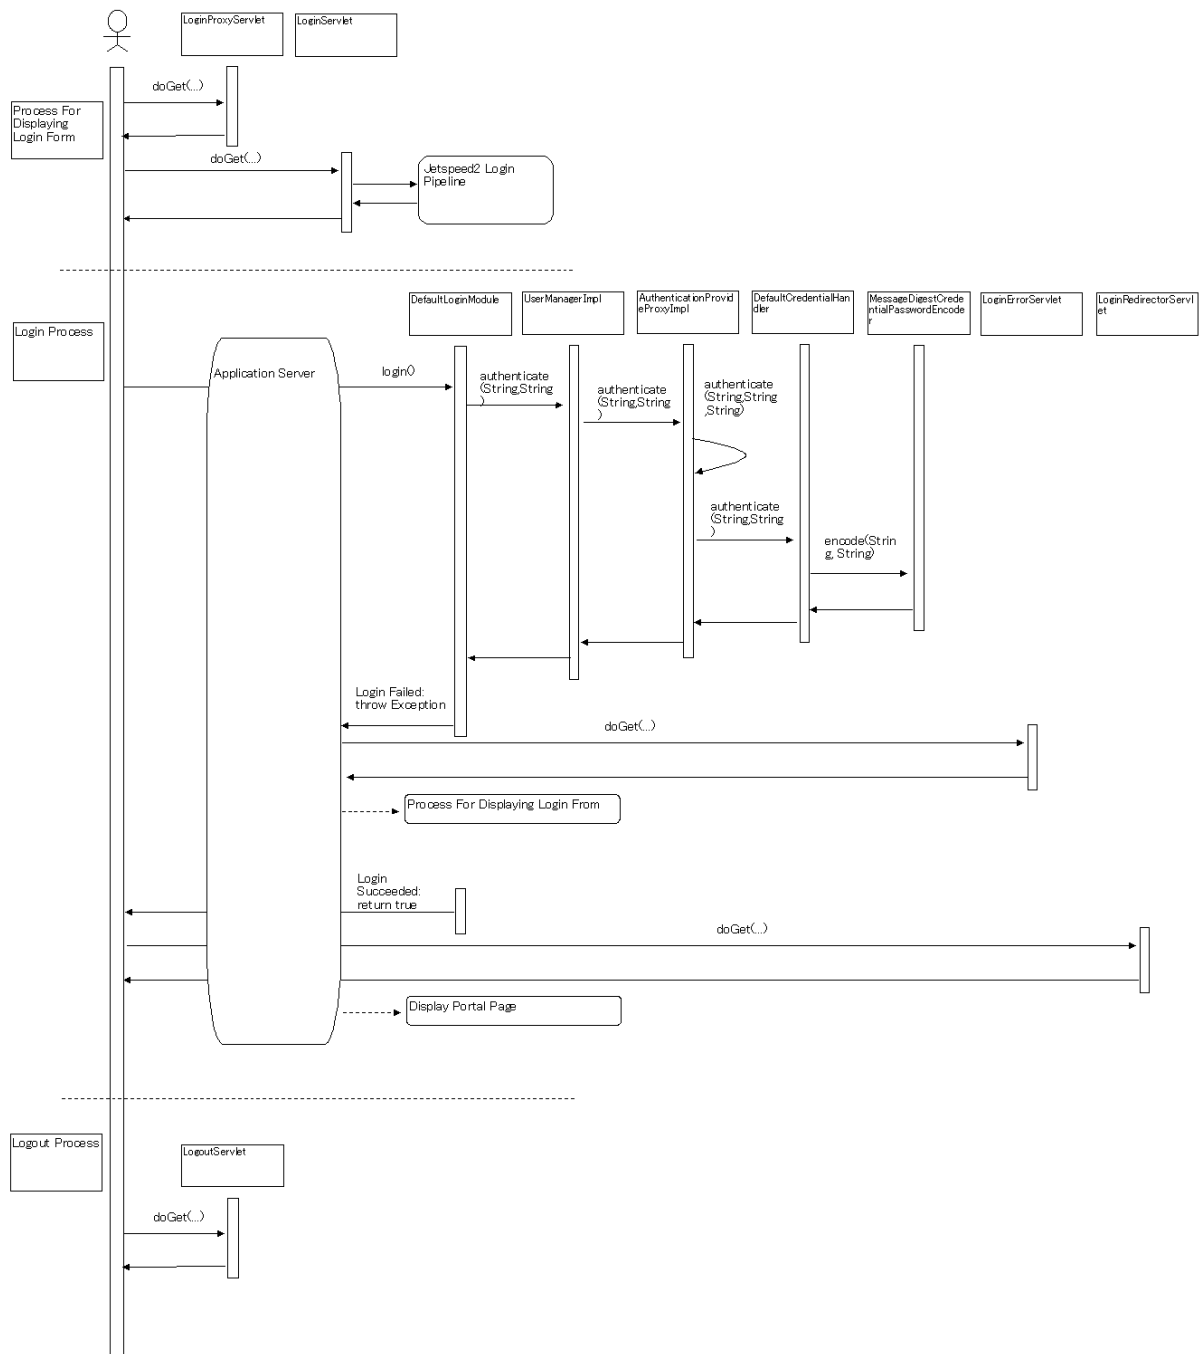 LoginProxyServlet
LoginServlet
doGet(...)
Process For
Displaying
Login Form
doGet(...)
Jetspeed2 Login
Pipeline
DefaultLoginModule
UserManagerImpl
AuthenticationProvid
eProxyImpl
DefaultCredentialHan
dler
MessageDigestCrede
ntialPasswordEncode
r
LoginErrorServlet
LoginRedirectorServl
et
Login Process
Application Server
login()
authenticate
(String,String
)
authenticate
(String,String
)
authenticate
(String,String
,String)
authenticate
(String,String
)
encode(Strin
g, String)
Login Failed:
throw Exception
doGet(...)
Process For Displaying Login From
Login
Succeeded:
return true
doGet(...)
Display Portal Page
Logout Process
LogoutServlet
doGet(...)